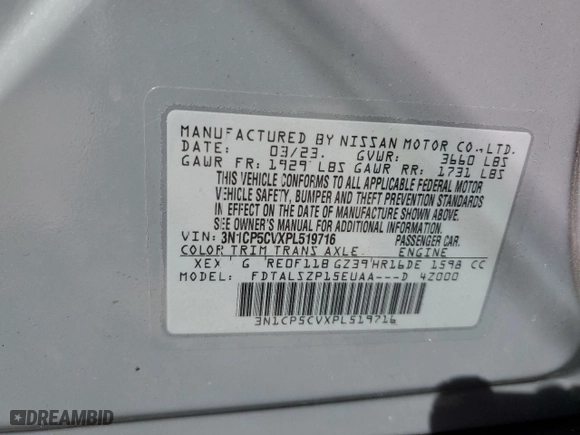 MANUFACTURED BY NISSAN MOTOR CO., LTD.
DATE: 03/23. GVWR: 3660 LBS
GAWR FR: 1929 LBS GAWR RR: 1731 LBS
THIS VEHICLE CONFORMS TO ALL APPLICABLE FEDERAL MOTOR
VEHICLE SAFETY, BUMPER AND THEFT PREVENTION STANDARDS
IN EFFECT ON THE DATE OF MANUFACTURE SHOWN ABOVE.
SEE OWNER'S MANUAL FOR ADDITIONAL INFORMATION.
VIN: 3N1CP5CVXPL519716 PASSENGER CAR.
COLOR TRIM TRANS AXLE ENGINE
XEX G RE0F11B GZ39 HR16DE 1598 CC
MODEL: FDTALSZP15EUAA---D 42000
3N1CP5CVXPL519716
DREAMBID